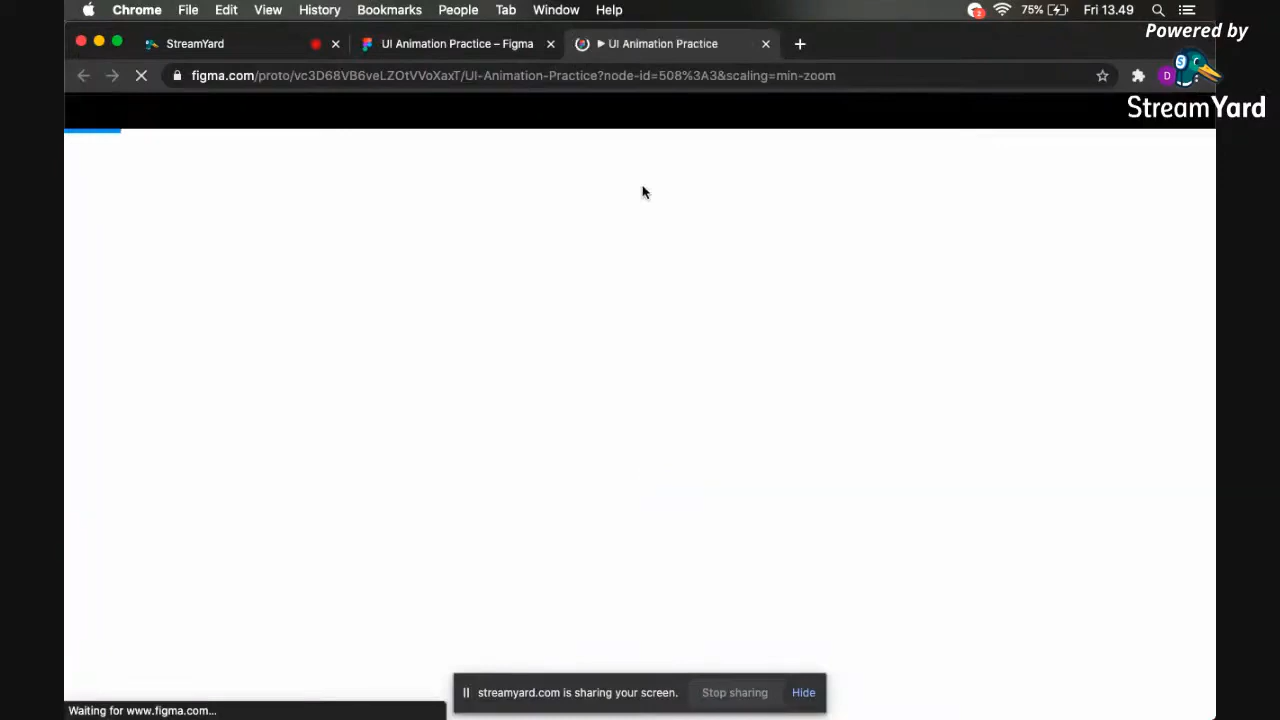 Chrome File Edit View History Bookmarks People Tab Window Help 75% Fri 13.49
Powered by
StreamYard
StreamYard UI Animation Practice – Figma UI Animation Practice
figma.com/proto/vc3D68VB6veLZOtVVoXaxT/UI-Animation-Practice?node-id=508%3A3&scaling=min-zoom D
streamyard.com is sharing your screen. Stop sharing Hide
Waiting for www.figma.com...